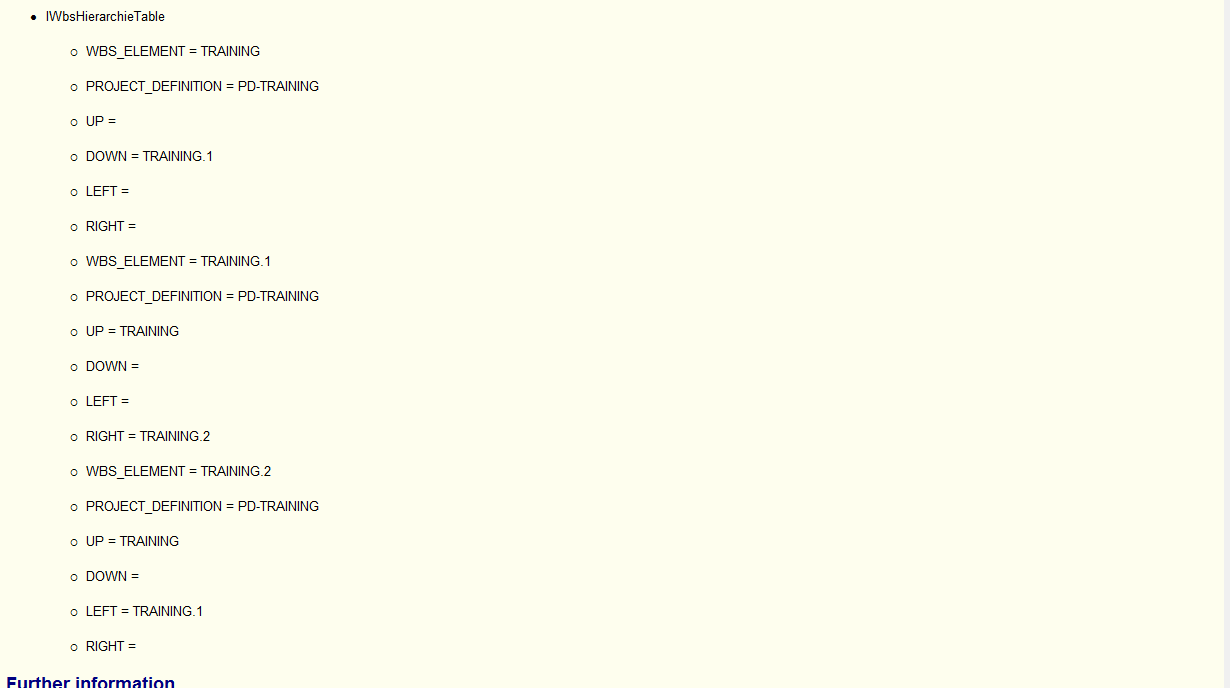 IWbsHierarchieTable
WBS_ELEMENT = TRAINING
PROJECT_DEFINITION = PD-TRAINING
UP =
DOWN = TRAINING.1
LEFT =
RIGHT =
WBS_ELEMENT = TRAINING.1
PROJECT_DEFINITION = PD-TRAINING
UP = TRAINING
DOWN =
LEFT =
RIGHT = TRAINING.2
WBS_ELEMENT = TRAINING.2
PROJECT_DEFINITION = PD-TRAINING
UP = TRAINING
DOWN =
LEFT = TRAINING.1
RIGHT =
Further information